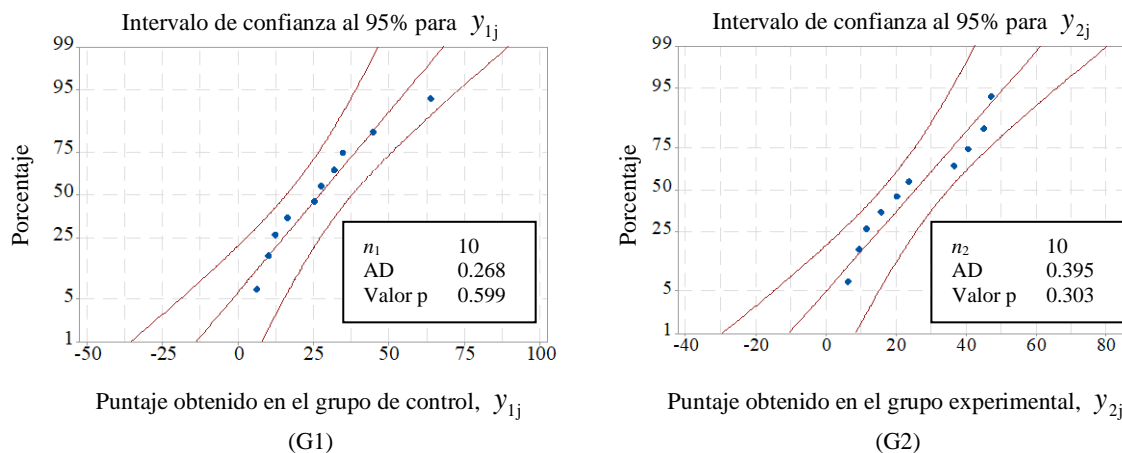 Intervalo de confianza al 95% para y1j
99
95
75
50
25
5
1
Porcentaje
n1 10
AD 0.268
Valor p 0.599
-50 -25 0 25 50 75 100
Puntaje obtenido en el grupo de control, y1j
(G1)
Intervalo de confianza al 95% para y2j
99
95
75
50
25
5
1
Porcentaje
n2 10
AD 0.395
Valor p 0.303
-40 -20 0 20 40 60 80
Puntaje obtenido en el grupo experimental, y2j
(G2)